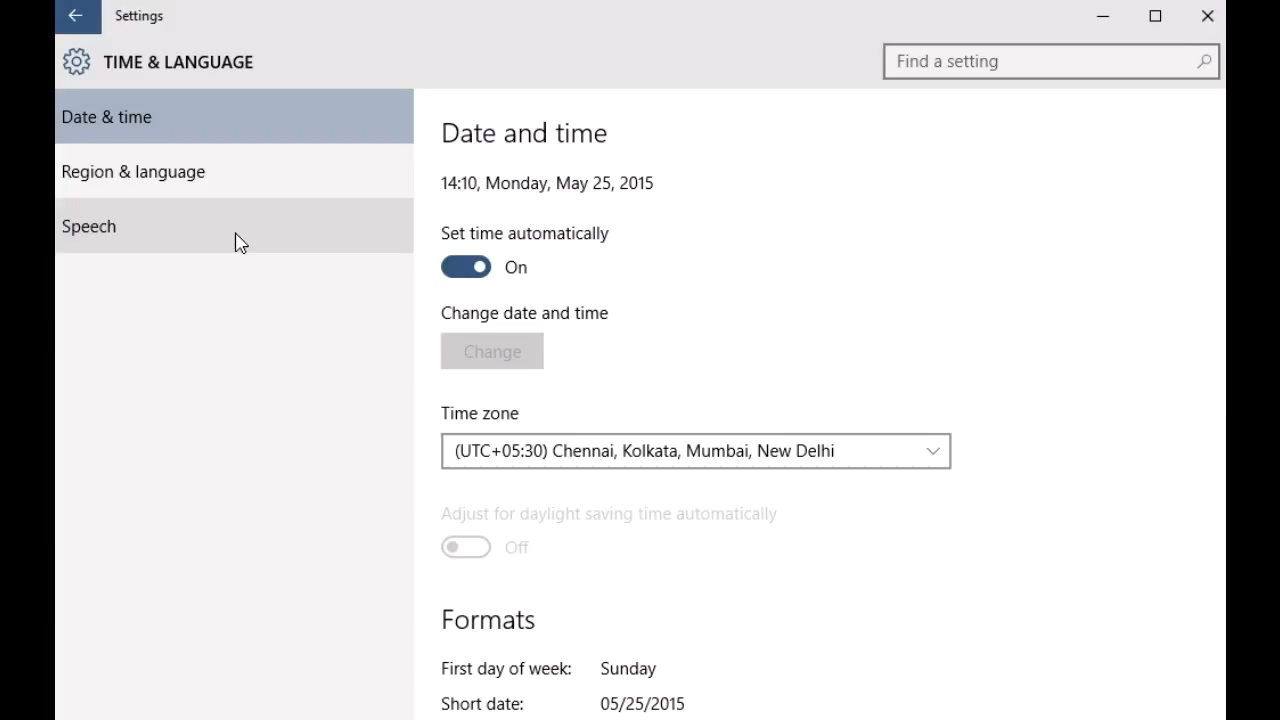 Settings
TIME & LANGUAGE
Find a setting
Date & time
Region & language
Speech
Date and time
14:10, Monday, May 25, 2015
Set time automatically
On
Change date and time
Change
Time zone
(UTC+05:30) Chennai, Kolkata, Mumbai, New Delhi
Adjust for daylight saving time automatically
Off
Formats
First day of week: Sunday
Short date: 05/25/2015